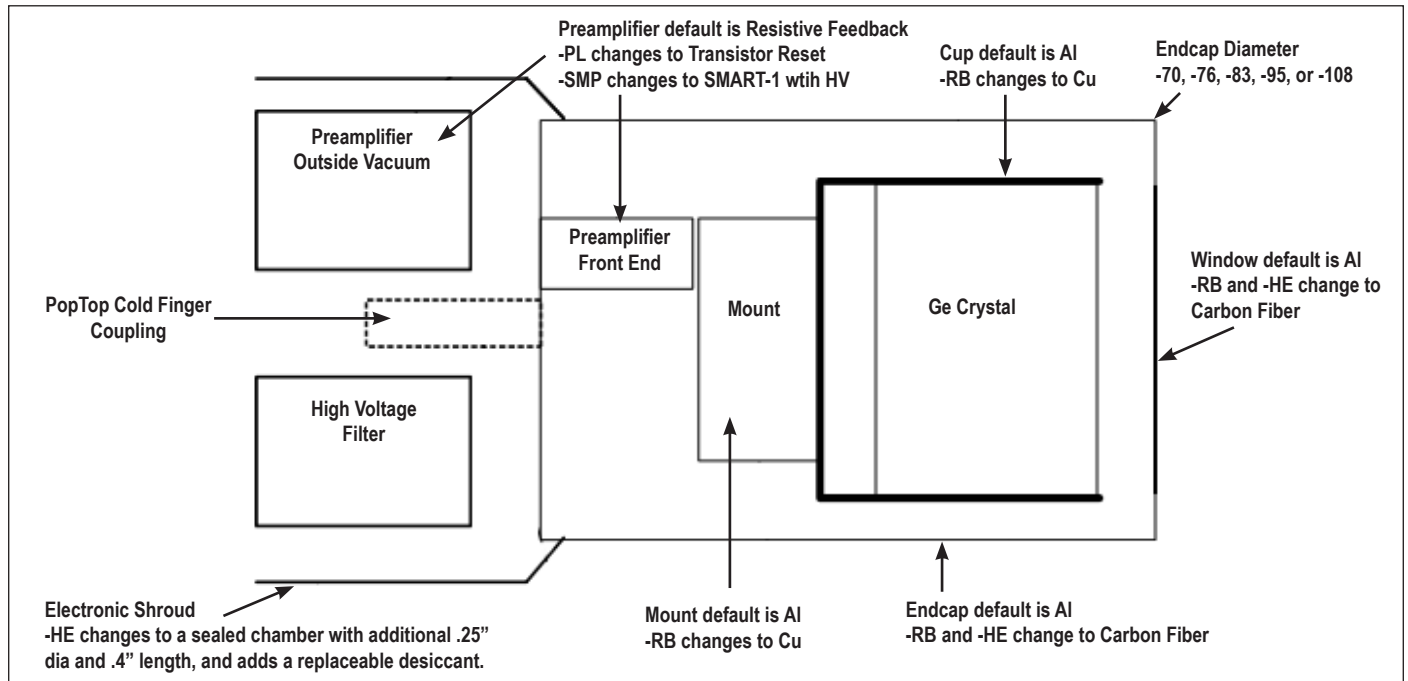 Preamplifier default is Resistive Feedback
-PL changes to Transistor Reset
-SMP changes to SMART-1 wtih HV
Cup default is Al
-RB changes to Cu
Endcap Diameter
-70, -76, -83, -95, or -108
Preamplifier
Outside Vacuum
Preamplifier
Front End
Mount
Ge Crystal
Window default is Al
-RB and -HE change to
Carbon Fiber
PopTop Cold Finger
Coupling
High Voltage
Filter
Electronic Shroud
-HE changes to a sealed chamber with additional .25”
dia and .4” length, and adds a replaceable desiccant.
Mount default is Al
-RB changes to Cu
Endcap default is Al
-RB and -HE change to Carbon Fiber